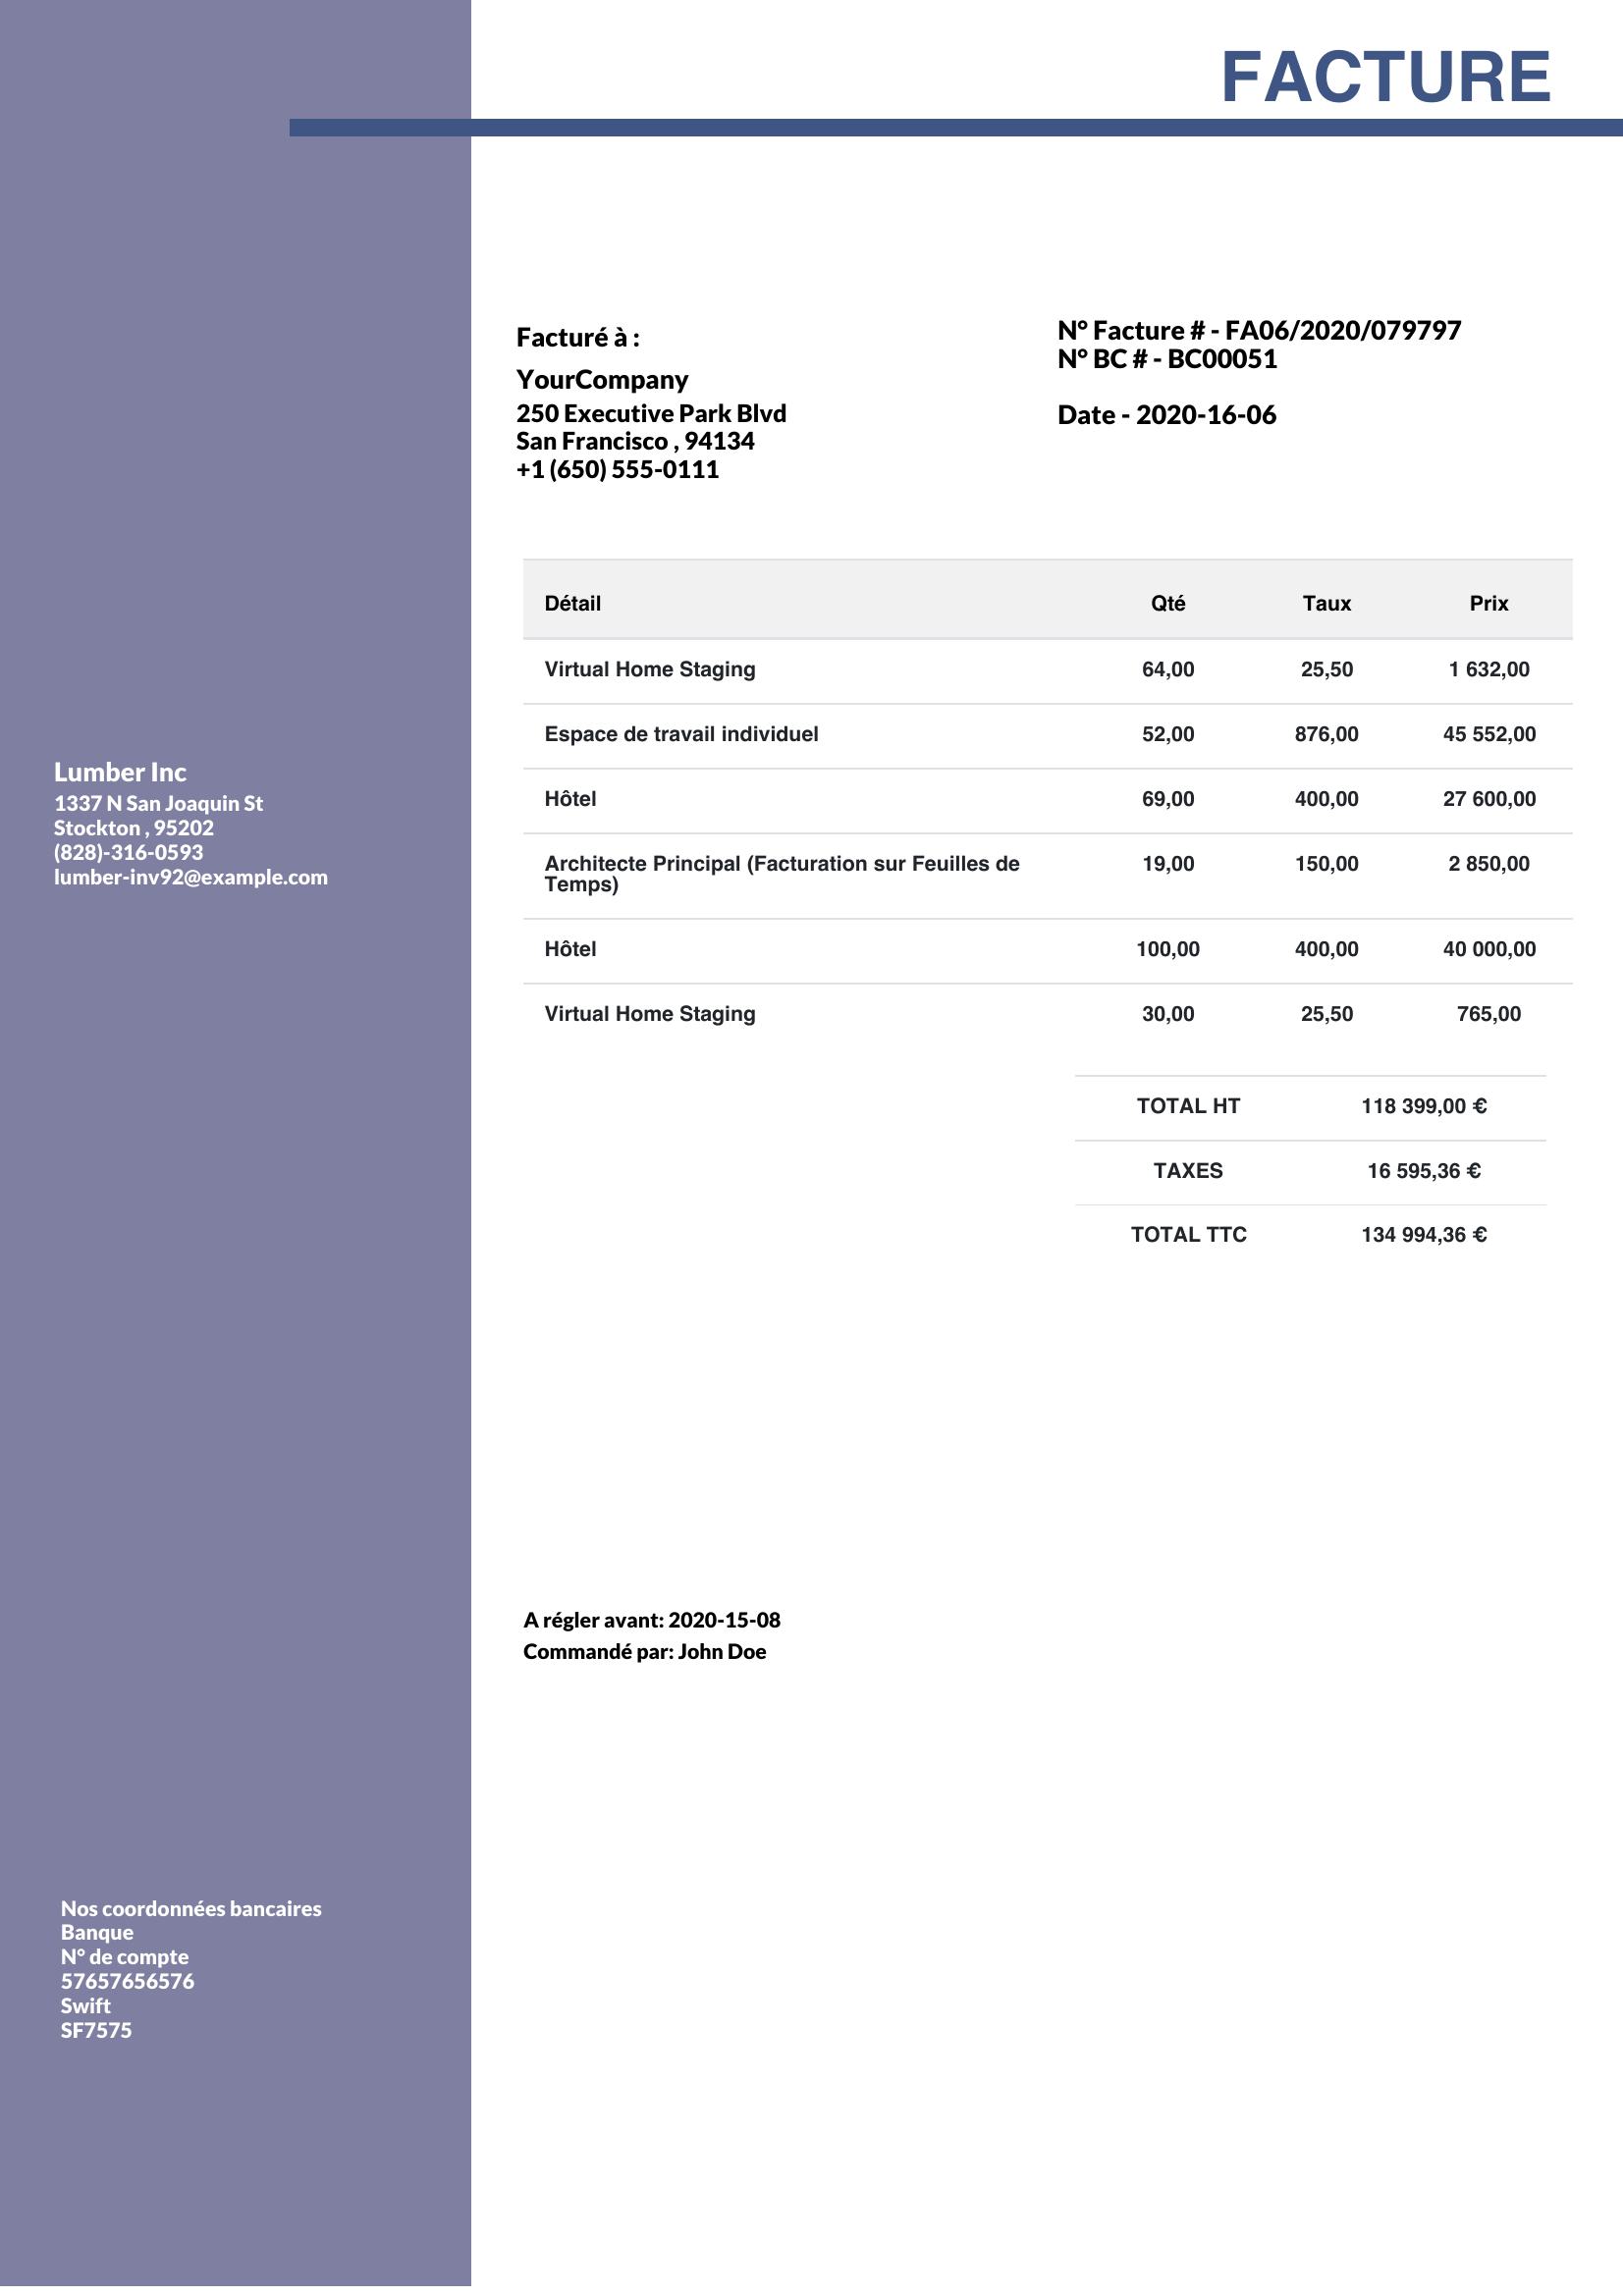 FACTURE
Facturé à :
YourCompany
250 Executive Park Blvd
San Francisco , 94134
+1 (650) 555-0111
N° Facture # - FA06/2020/079797
N° BC # - BC00051
Date - 2020-16-06
Lumber Inc
1337 N San Joaquin St
Stockton , 95202
(828)-316-0593
lumber-inv92@example.com
Détail Qté Taux Prix
Virtual Home Staging 64,00 25,50 1 632,00
Espace de travail individuel 52,00 876,00 45 552,00
Hôtel 69,00 400,00 27 600,00
Architecte Principal (Facturation sur Feuilles de 19,00 150,00 2 850,00
Temps)
Hôtel 100,00 400,00 40 000,00
Virtual Home Staging 30,00 25,50 765,00
TOTAL HT 118 399,00 €
TAXES 16 595,36 €
TOTAL TTC 134 994,36 €
A régler avant: 2020-15-08
Commandé par: John Doe
Nos coordonnées bancaires
Banque
N° de compte
57657656576
Swift
SF7575